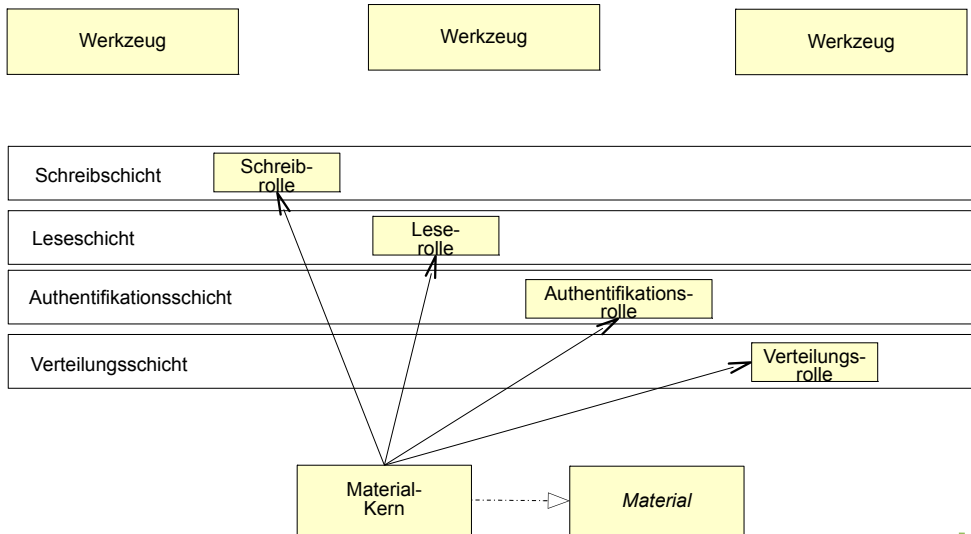 Werkzeug
Werkzeug
Werkzeug
Schreibschicht
Schreib-
rolle
Leseschicht
Lese-
rolle
Authentifikationsschicht
Authentifikations-
rolle
Verteilungsschicht
Verteilungs-
rolle
Material-
Kern
Material